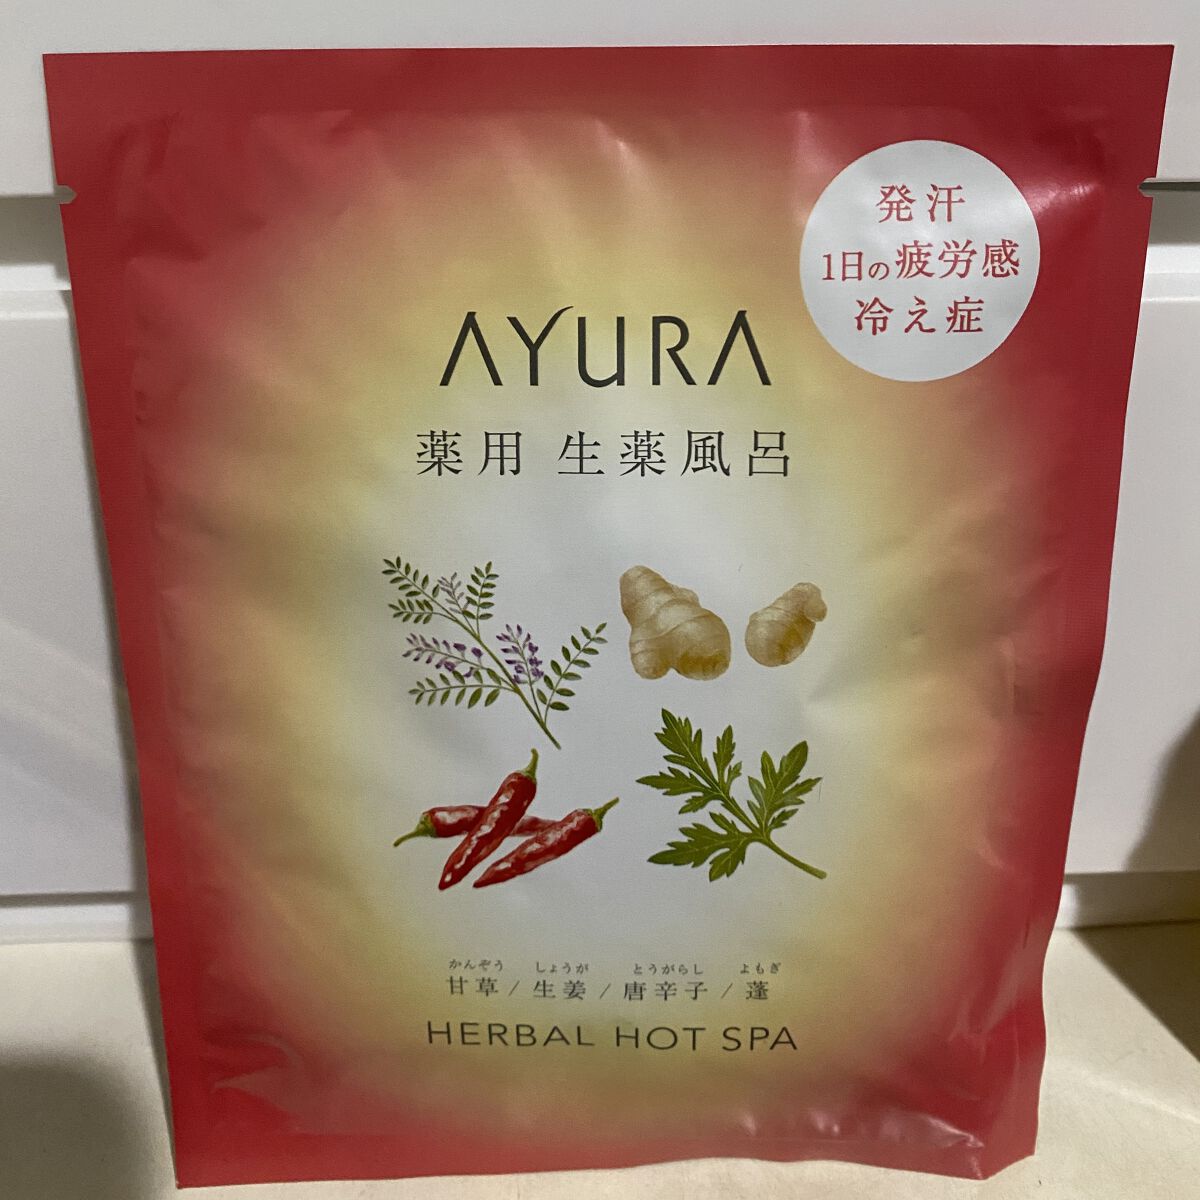 発汗
1日の疲労感
冷え症
AYURA
薬用 生薬風呂
かんぞう しょうが とうがらし よもぎ
甘草 / 生姜 / 唐辛子 / 蓬
HERBAL HOT SPA